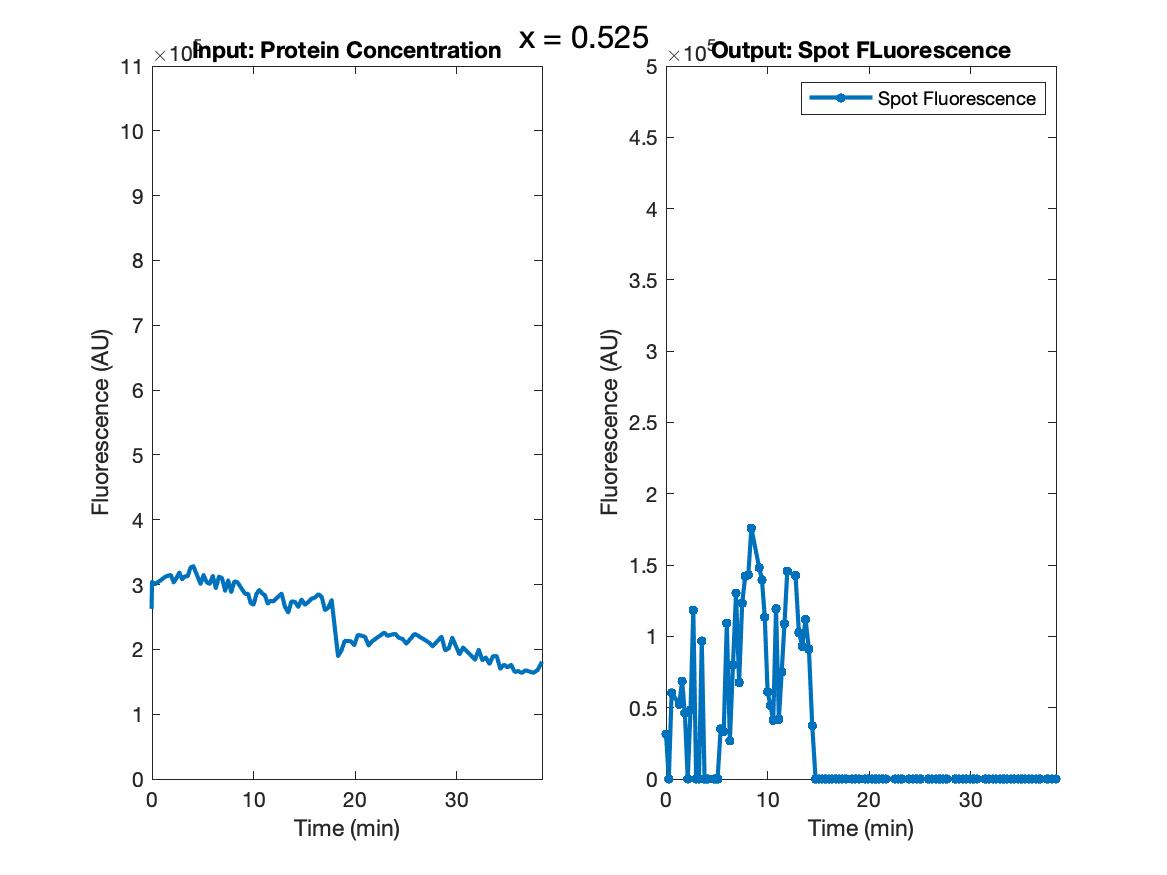 x = 0.525
×10⁵
Input: Protein Concentration
11
10
9
8
7
6
5
4
3
2
1
0
Fluorescence (AU)
0 10 20 30
Time (min)
×10⁵
Output: Spot FLuorescence
Spot Fluorescence
5
4.5
4
3.5
3
2.5
2
1.5
1
0.5
0
Fluorescence (AU)
0 10 20 30
Time (min)